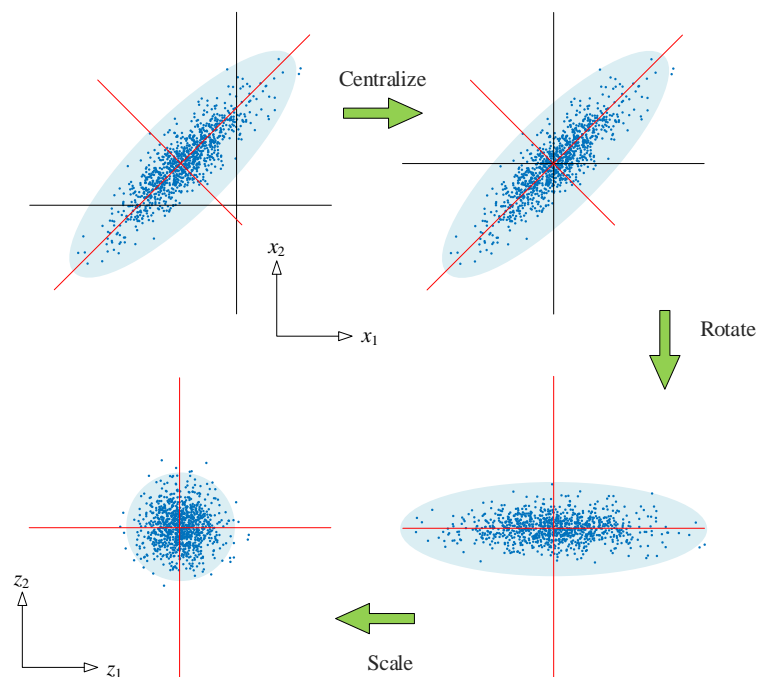 Centralize
x₂
x₁
Rotate
z₂
z₁
Scale